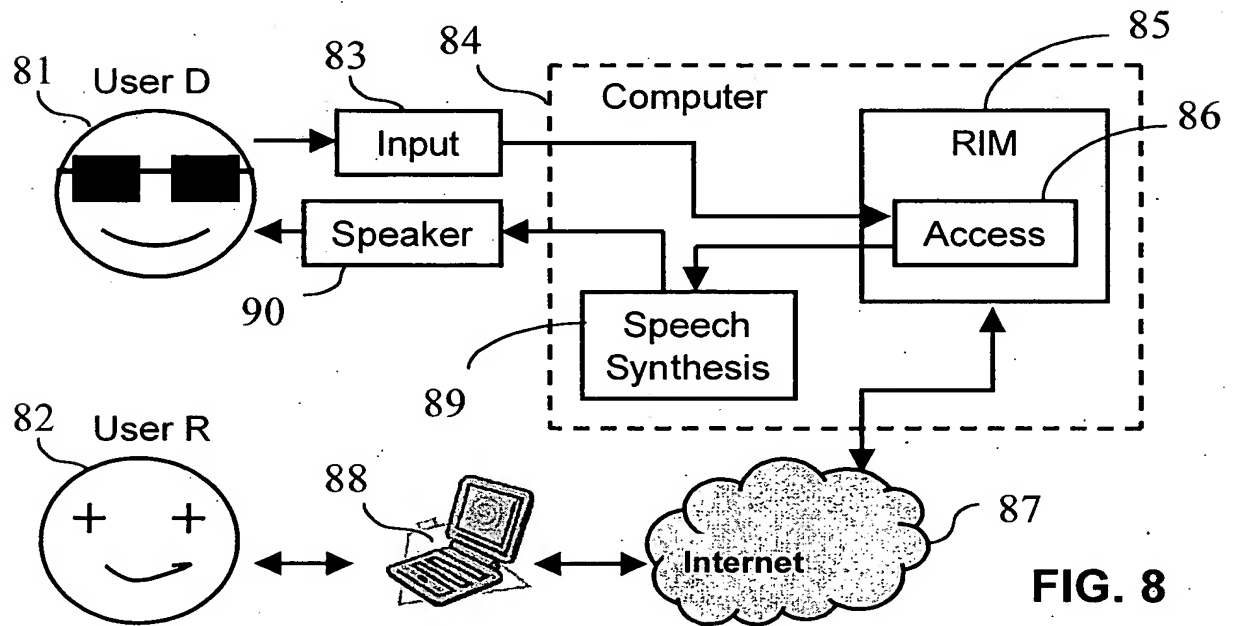 81
User D
83
84
85
Computer
86
Input
RIM
Speaker
Access
90
Speech
Synthesis
89
82
User R
88
87
Internet
FIG. 8